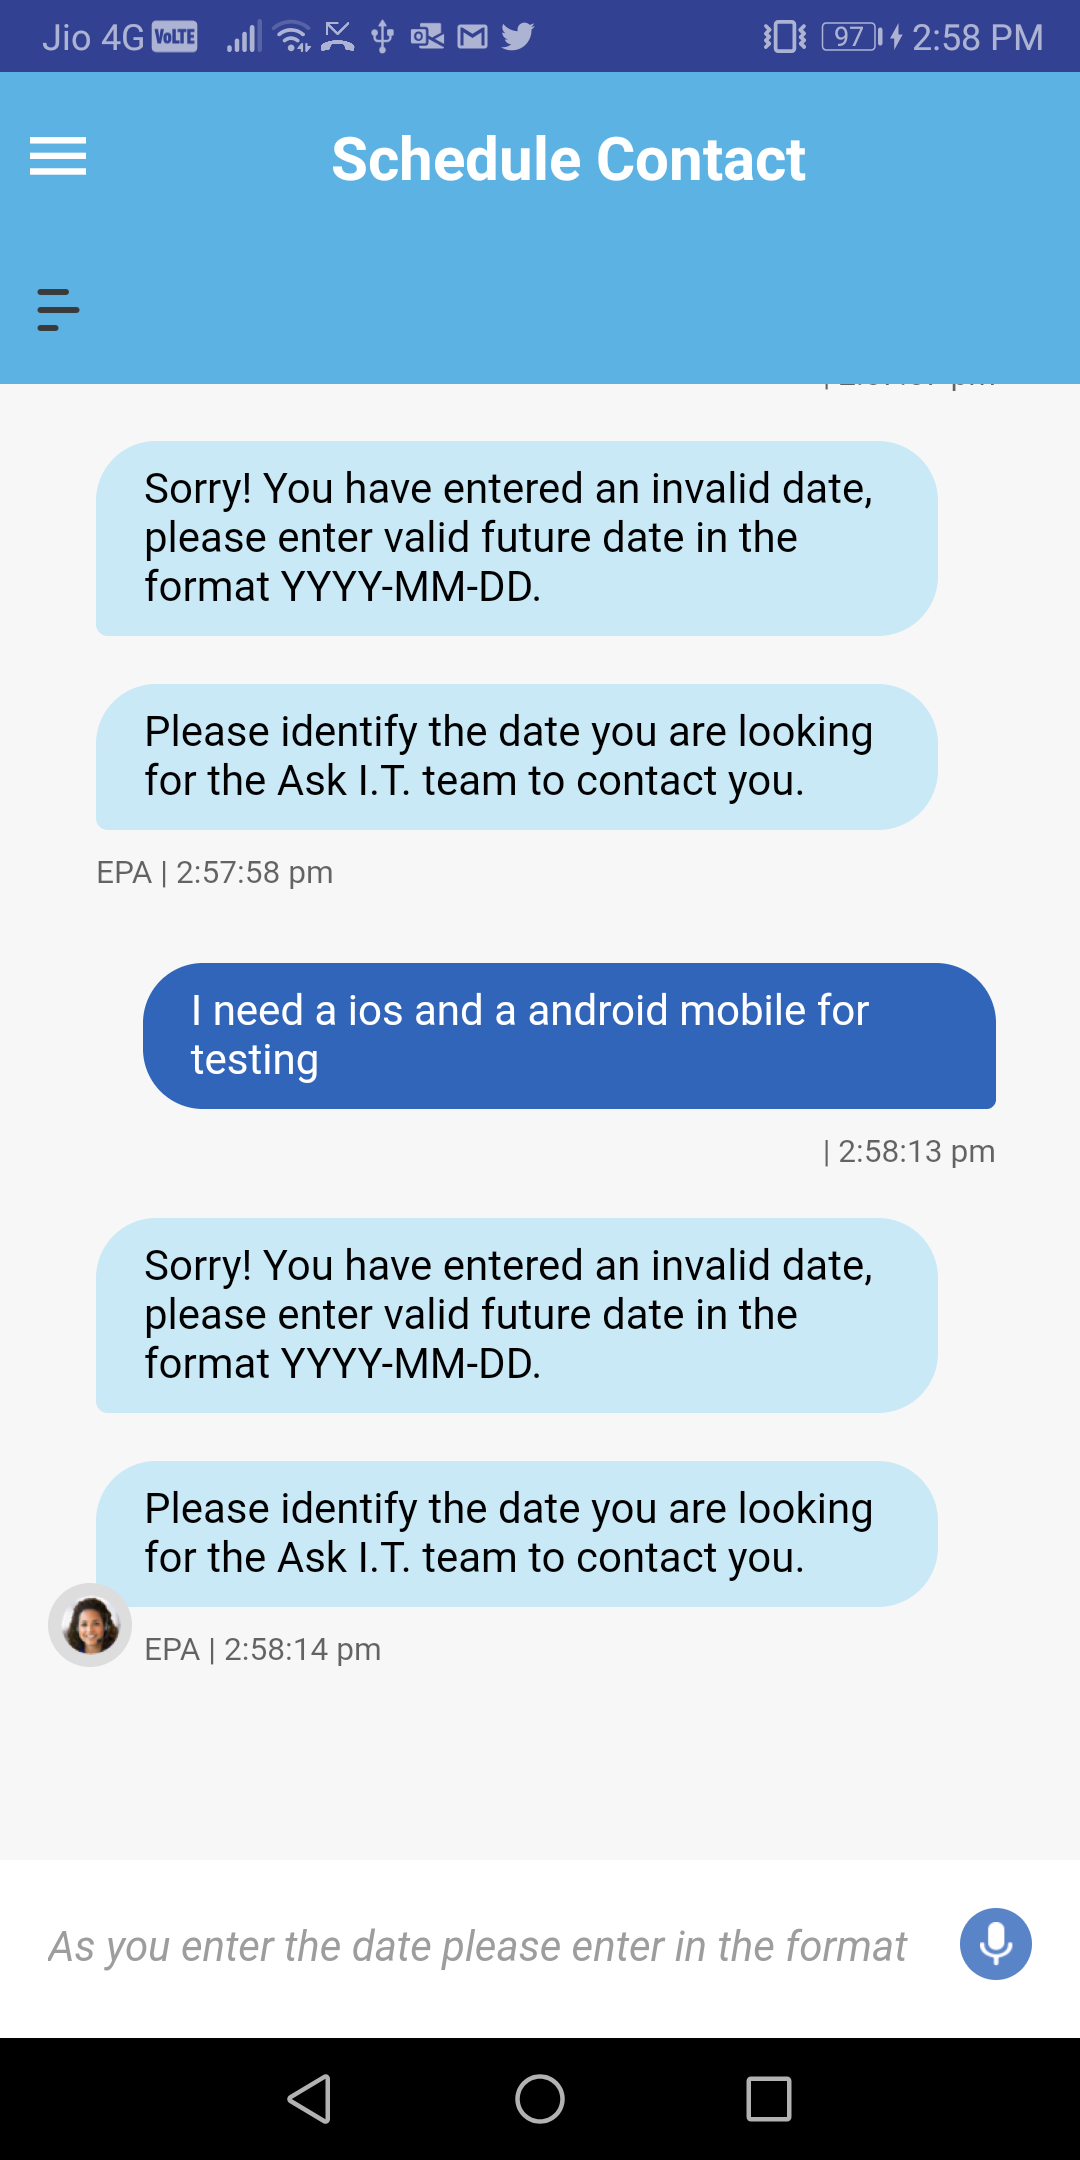 Jio 4G VoLTE 97 2:58 PM
Schedule Contact
Sorry! You have entered an invalid date,
please enter valid future date in the
format YYYY-MM-DD.
Please identify the date you are looking
for the Ask I.T. team to contact you.
EPA | 2:57:58 pm
I need a ios and a android mobile for
testing
| 2:58:13 pm
Sorry! You have entered an invalid date,
please enter valid future date in the
format YYYY-MM-DD.
Please identify the date you are looking
for the Ask I.T. team to contact you.
EPA | 2:58:14 pm
As you enter the date please enter in the format